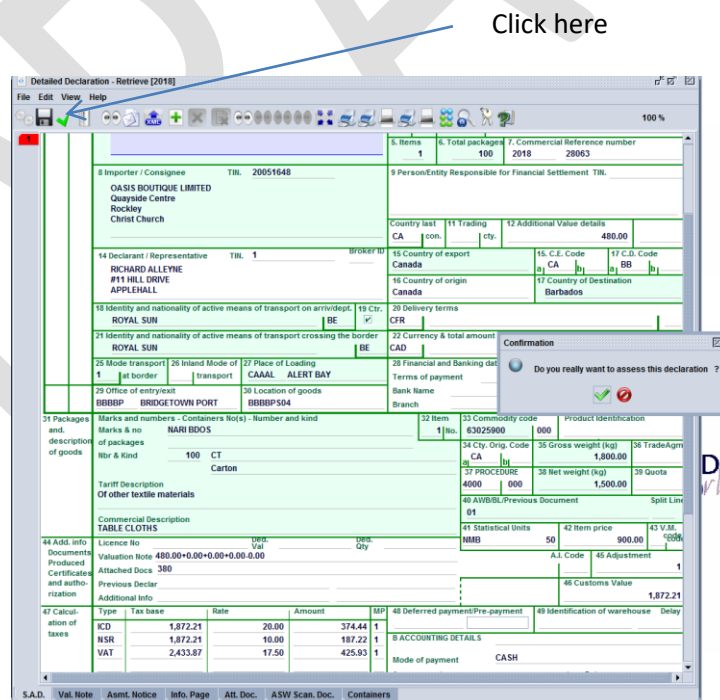 Click here
Detailed Declaration - Retrieve [2018]
File Edit View Help
100 %
1
5. Items 6. Total packages 7. Commercial Reference number
1 100 2018 28063
8 Importer / Consignee TIN. 20051648 9 Person/Entity Responsible for Financial Settlement TIN.
OASIS BOUTIQUE LIMITED
Quayside Centre
Rockley
Christ Church
Country last 11 Trading 12 Additional Value details
CA con. cty. 480.00
14 Declarant / Representative TIN. 1 Broker ID 15 Country of export 15. C.E. Code 17 C.D. Code
RICHARD ALLEYNE Canada a| CA b| a| BB b|
#11 HILL DRIVE 16 Country of origin 17 Country of Destination
APPLEHALL Canada Barbados
18 Identity and nationality of active means of transport on arriv/dept. 19 Ctr. 20 Delivery terms
ROYAL SUN BE CFR
21 Identity and nationality of active means of transport crossing the border 22 Currency & total amount
ROYAL SUN BE CAD
Confirmation
Do you really want to assess this declaration ?
25 Mode transport 26 Inland Mode of 27 Place of Loading 28 Financial and Banking dat
1 at border transport CAAAL ALERT BAY Terms of payment
29 Office of entry/exit 30 Location of goods Bank Name
BBBBP BRIDGETOWN PORT BBBBPS04 Branch
31 Packages and. description of goods
Marks and numbers - Containers No(s) - Number and kind 32 Item 33 Commodity code Product Identification
Marks & no of packages NARI BDOS 1 No. 63025900 000
34 Cty. Orig. Code 35 Gross weight (kg) 36 TradeAgm
Nbr & Kind 100 CT a| CA b| 1,800.00
Carton 37 PROCEDURE 38 Net weight (kg) 39 Quota
Tariff Description 4000 000 1,500.00
Of other textile materials 40 AWB/BL/Previous Document Split Line
01
Commercial Description 41 Statistical Units 42 Item price 43 V.M. code
TABLE CLOTHS NMB 50 900.00 code
44 Add. info Documents Produced Certificates and autho- rization
Licence No Ded. Val Ded. Qty A.I. Code 45 Adjustment
Valuation Note 480.00+0.00+0.00+0.00-0.00 1
Attached Docs 380 46 Customs Value
Previous Declar 1,872.21
Additional Info
47 Calcul- ation of taxes
Type Tax base Rate Amount MP 48 Deferred payment/Pre-payment 49 Identification of warehouse Delay
ICD 1,872.21 20.00 374.44 1
NSR 1,872.21 10.00 187.22 1 B ACCOUNTING DETAILS
VAT 2,433.87 17.50 425.93 1
Mode of payment CASH
S.A.D. Val. Note Asmt. Notice Info. Page Att. Doc. ASW Scan. Doc. Containers